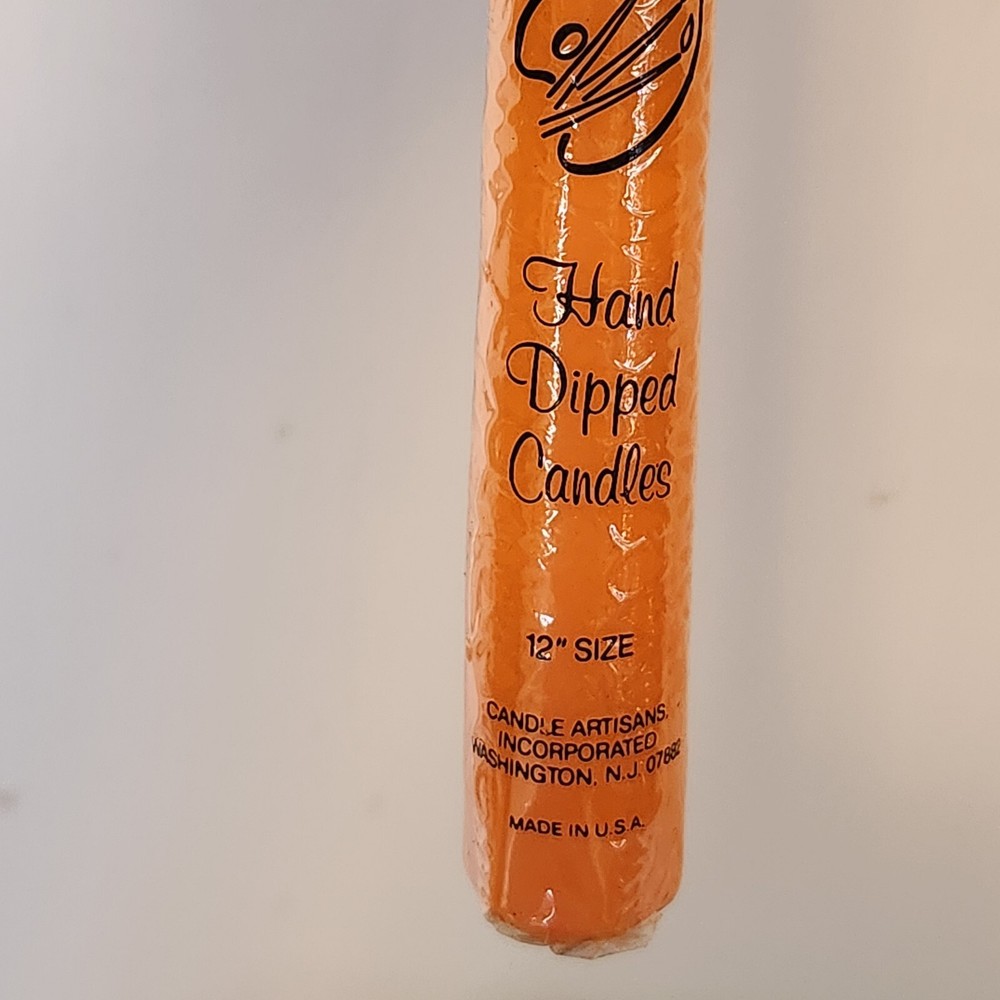 Hand
Dipped
Candles
12" SIZE
CANDLE ARTISANS,
INCORPORATED
WASHINGTON, N.J. 07882
MADE IN U.S.A.